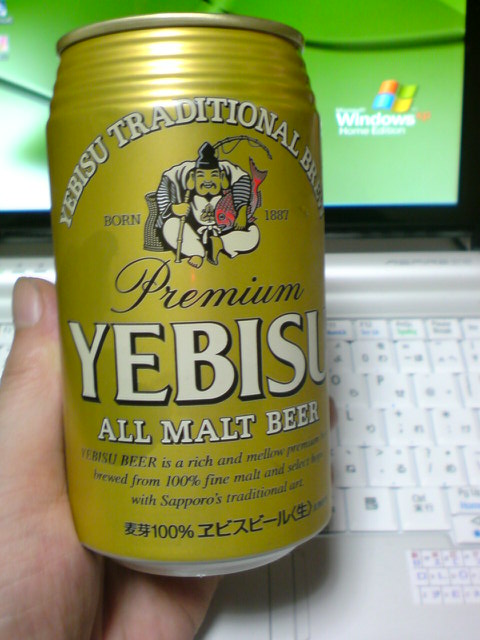 YEBISU TRADITIONAL
BORN 1887
Premium
YEBISU
ALL MALT BEER
YEBISU BEER is a rich and mellow premium
brewed from 100% fine malt and select
with Sapporo's traditional art
麦芽100% ヱビスビール〈生〉
Microsoft
Windows XP
Home Edition